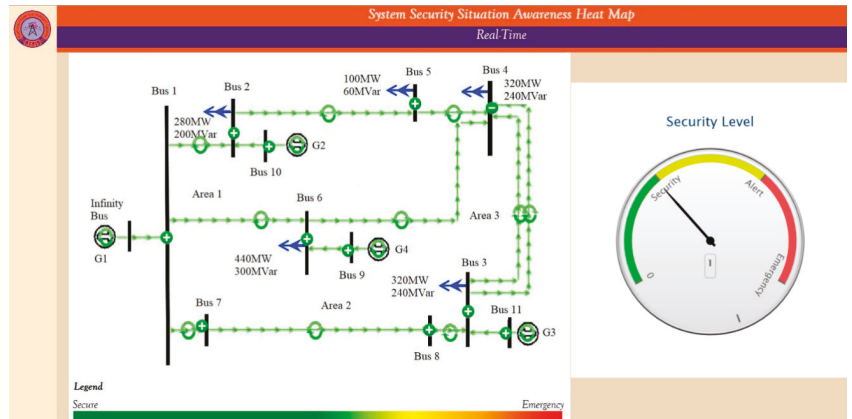 System Security Situation Awareness Heat Map
Real-Time
Bus 1
Bus 2
280MW
200MVar
Bus 10
G2
100MW
60MVar
Bus 5
Bus 4
320MW
240MVar
Infinity
Bus
G1
Area 1
Bus 6
440MW
300MVar
Bus 9
G4
Area 3
Bus 7
Area 2
Bus 3
320MW
240MVar
Bus 8
Bus 11
G3
Legend
Secure
Emergency
Security Level
0
Security
Alert
Emergency
1